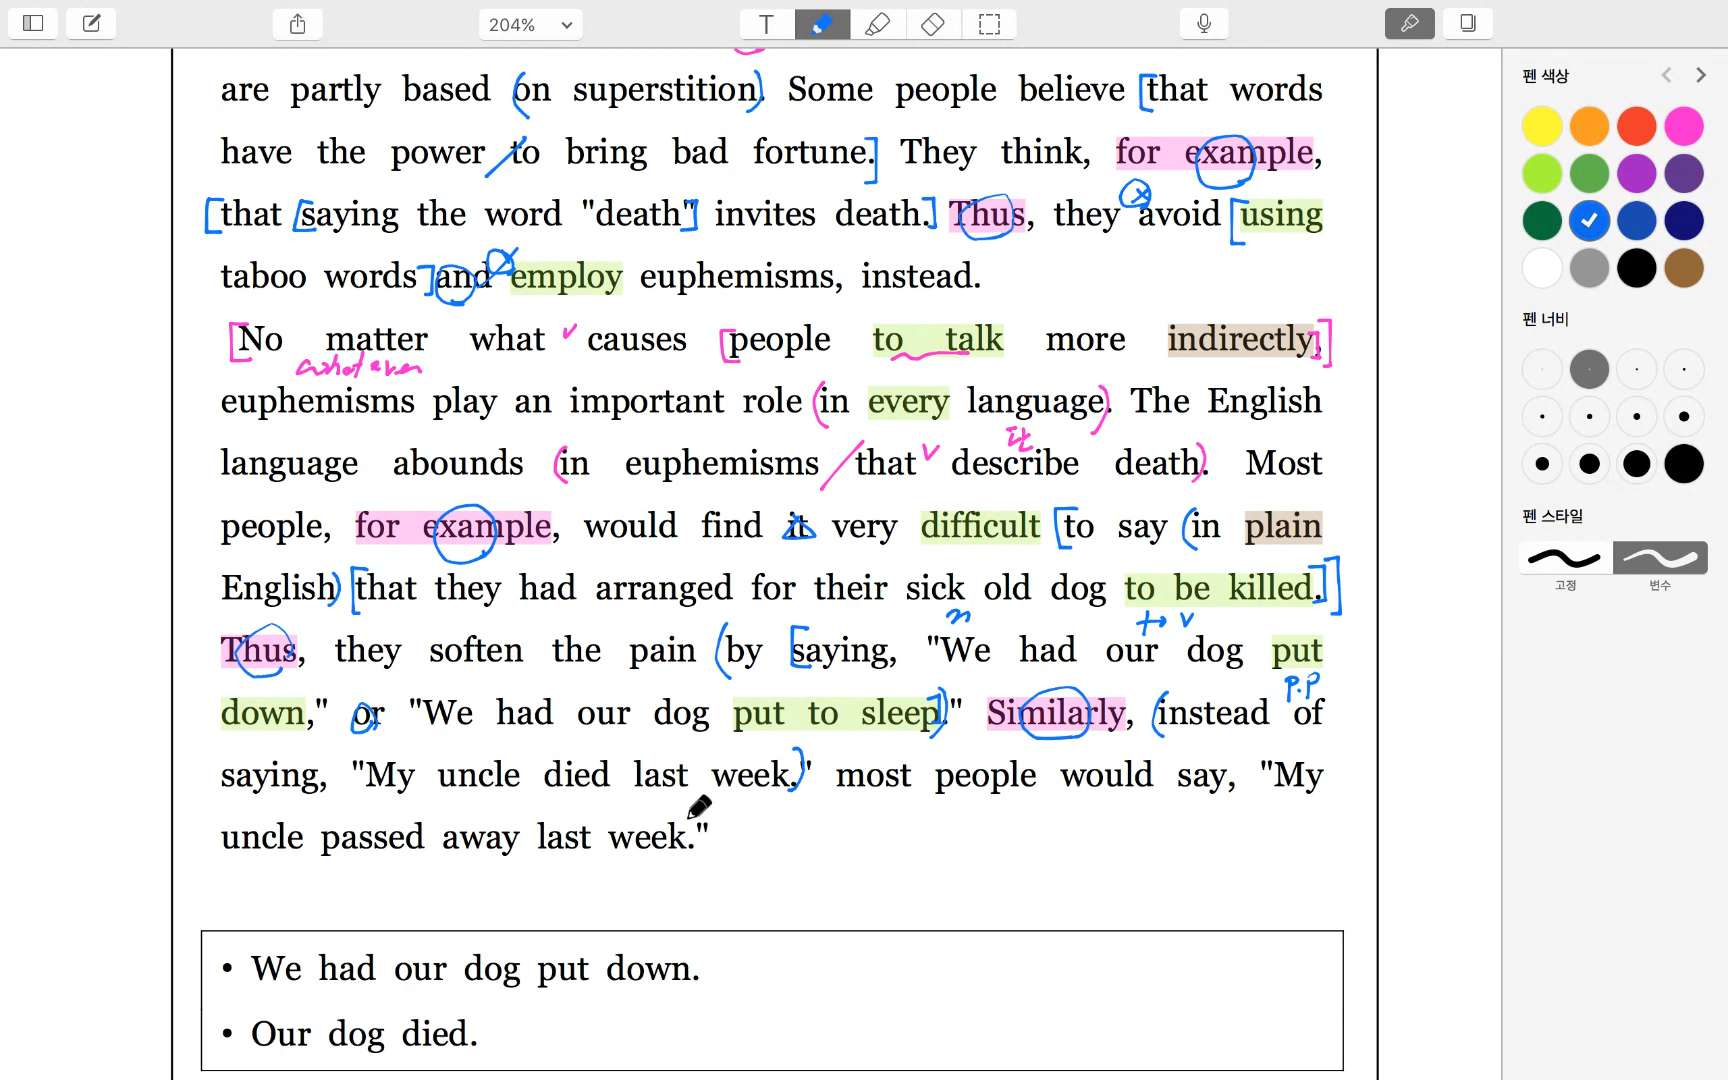 204%
T
are partly based on superstition. Some people believe that words
have the power to bring bad fortune. They think, for example,
that saying the word "death" invites death. Thus, they avoid using
taboo words and employ euphemisms, instead.
No matter what causes people to talk more indirectly,
whatever
euphemisms play an important role in every language. The English
language abounds in euphemisms that describe death. Most
people, for example, would find it very difficult to say in plain
English that they had arranged for their sick old dog to be killed.
Thus, they soften the pain by saying, "We had our dog put
p.p
down," or "We had our dog put to sleep." Similarly, instead of
saying, "My uncle died last week," most people would say, "My
uncle passed away last week."
• We had our dog put down.
• Our dog died.
펜 색상
펜 너비
펜 스타일
고정
변수